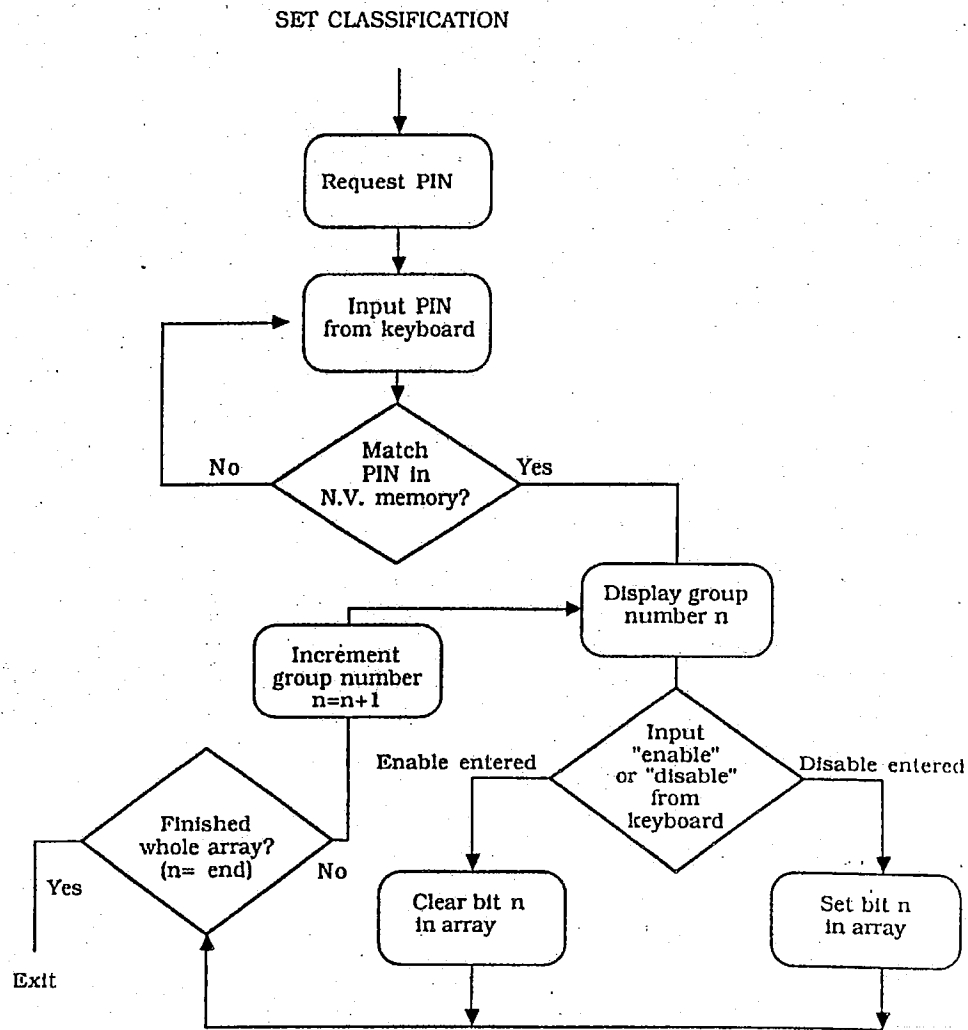 SET CLASSIFICATION
Request PIN
Input PIN
from keyboard
Match
PIN in
N.V. memory?
No
Yes
Display group
number n
Increment
group number
n=n+1
Input
"enable"
or "disable"
from
keyboard
Enable entered
Disable entered
Finished
whole array?
(n= end)
No
Yes
Clear bit n
in array
Set bit n
in array
Exit